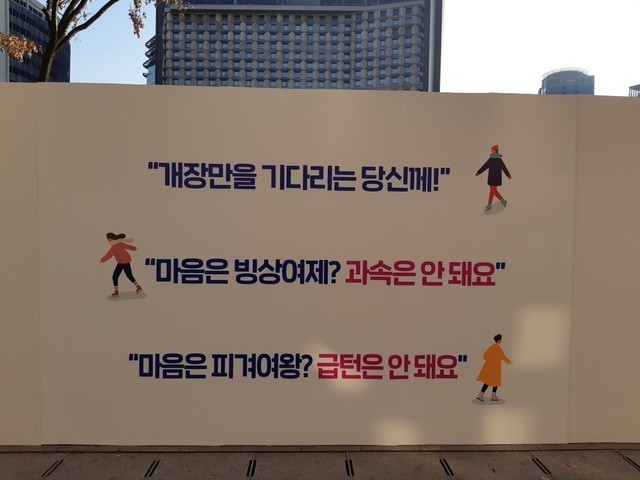 "개장만을 기다리는 당신께!"
"마음은 빙상여제? 과속은 안 돼요"
"마음은 피겨여왕? 급턴은 안 돼요"